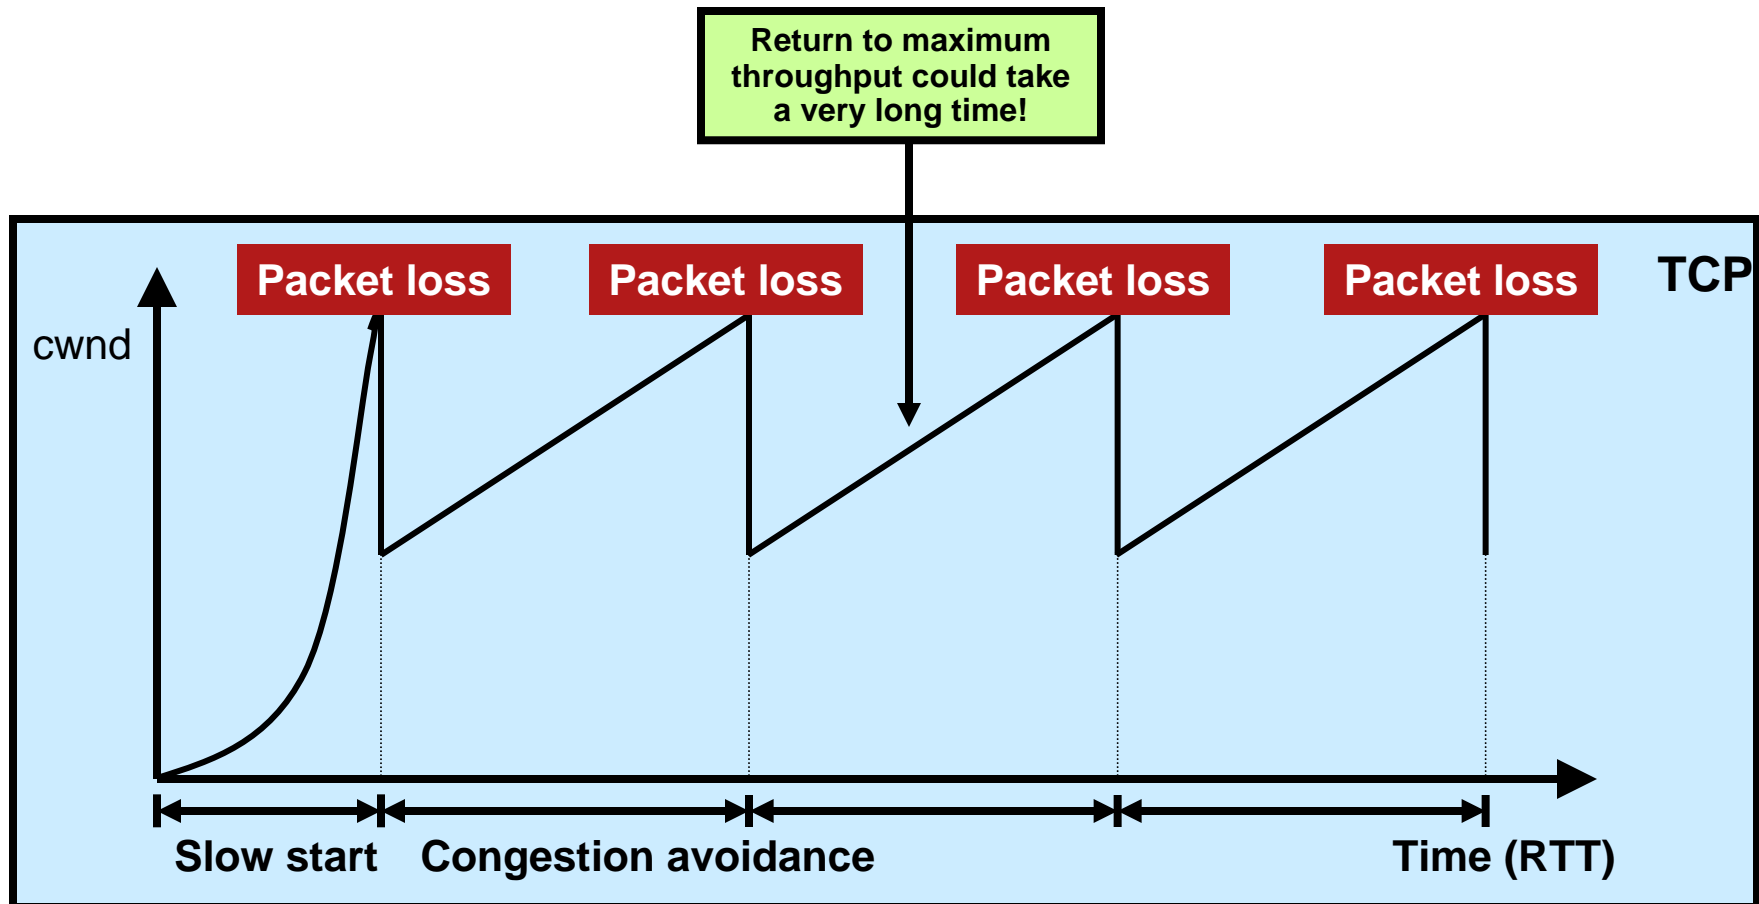 Return to maximum
throughput could take
a very long time!
Packet loss
Packet loss
Packet loss
Packet loss
TCP
cwnd
Slow start
Congestion avoidance
Time (RTT)